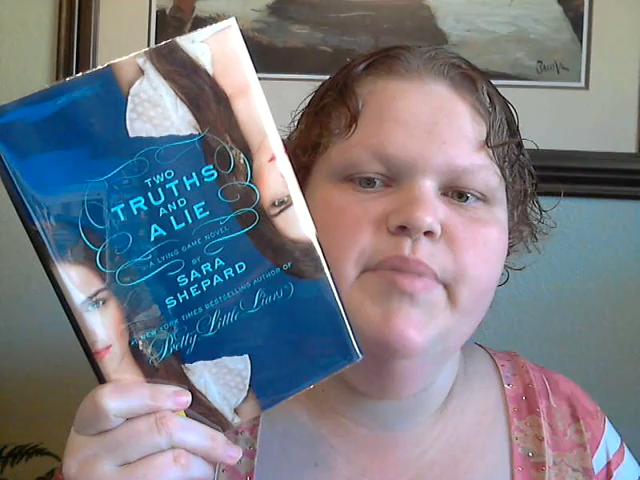 TWO
TRUTHS
AND
A LIE
A LYING GAME NOVEL
BY
SARA
SHEPARD
#1 NEW YORK TIMES BESTSELLING AUTHOR OF
Pretty Little Liars